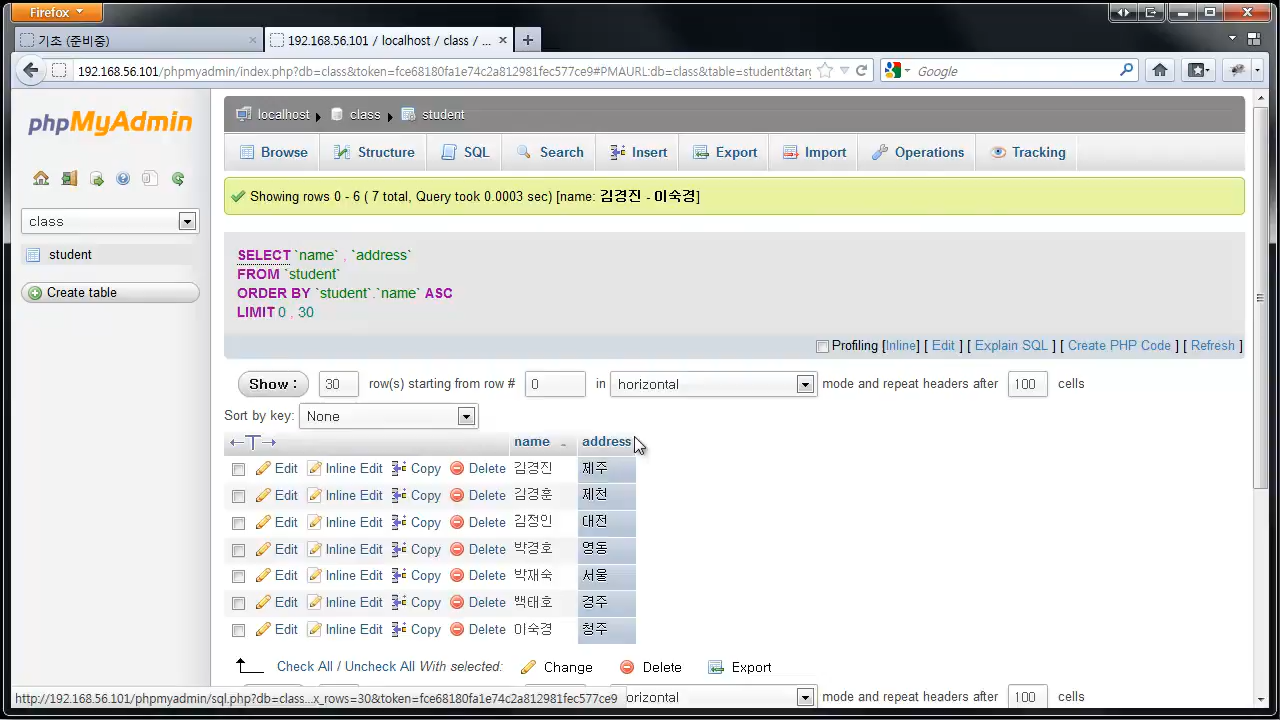 Firefox
기초 (준비중)
192.168.56.101 / localhost / class / ...
192.168.56.101/phpmyadmin/index.php?db=class&token=fce68180fa1e74c2a812981fec577ce9#PMAURL:db=class&table=student&targ
Google
phpMyAdmin
class
student
Create table
localhost class student
Browse Structure SQL Search Insert Export Import Operations Tracking
Showing rows 0 - 6 ( 7 total, Query took 0.0003 sec) [name: 김경진 - 이숙경]
SELECT `name` , `address`
FROM `student`
ORDER BY `student`.`name` ASC
LIMIT 0 , 30
Profiling [Inline] [ Edit ] [ Explain SQL ] [ Create PHP Code ] [ Refresh ]
Show : 30 row(s) starting from row # 0 in horizontal mode and repeat headers after 100 cells
Sort by key: None
name address
Edit Inline Edit Copy Delete 김경진 제주
Edit Inline Edit Copy Delete 김경훈 제천
Edit Inline Edit Copy Delete 김정인 대전
Edit Inline Edit Copy Delete 박경호 영동
Edit Inline Edit Copy Delete 박재숙 서울
Edit Inline Edit Copy Delete 백태호 경주
Edit Inline Edit Copy Delete 이숙경 청주
Check All / Uncheck All With selected: Change Delete Export
http://192.168.56.101/phpmyadmin/sql.php?db=class...x_rows=30&token=fce68180fa1e74c2a812981fec577ce9
horizontal mode and repeat headers after 100 cells